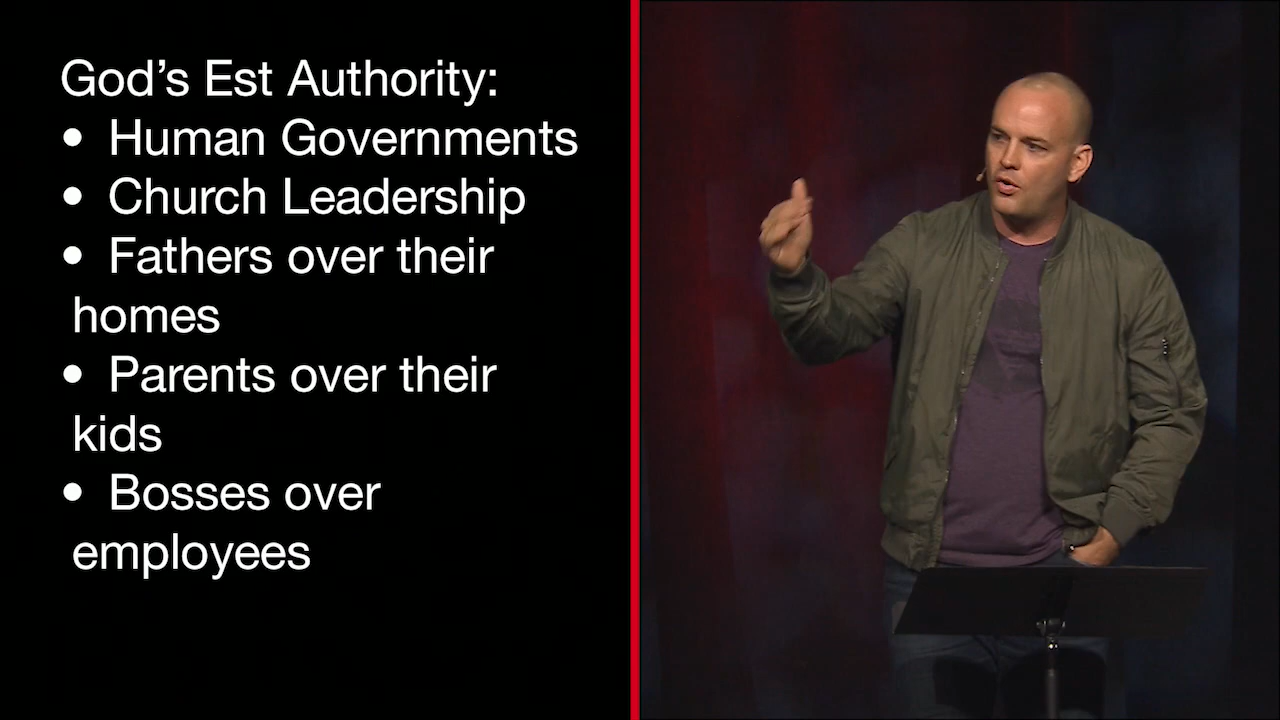 God’s Est Authority:
• Human Governments
• Church Leadership
• Fathers over their
homes
• Parents over their
kids
• Bosses over
employees